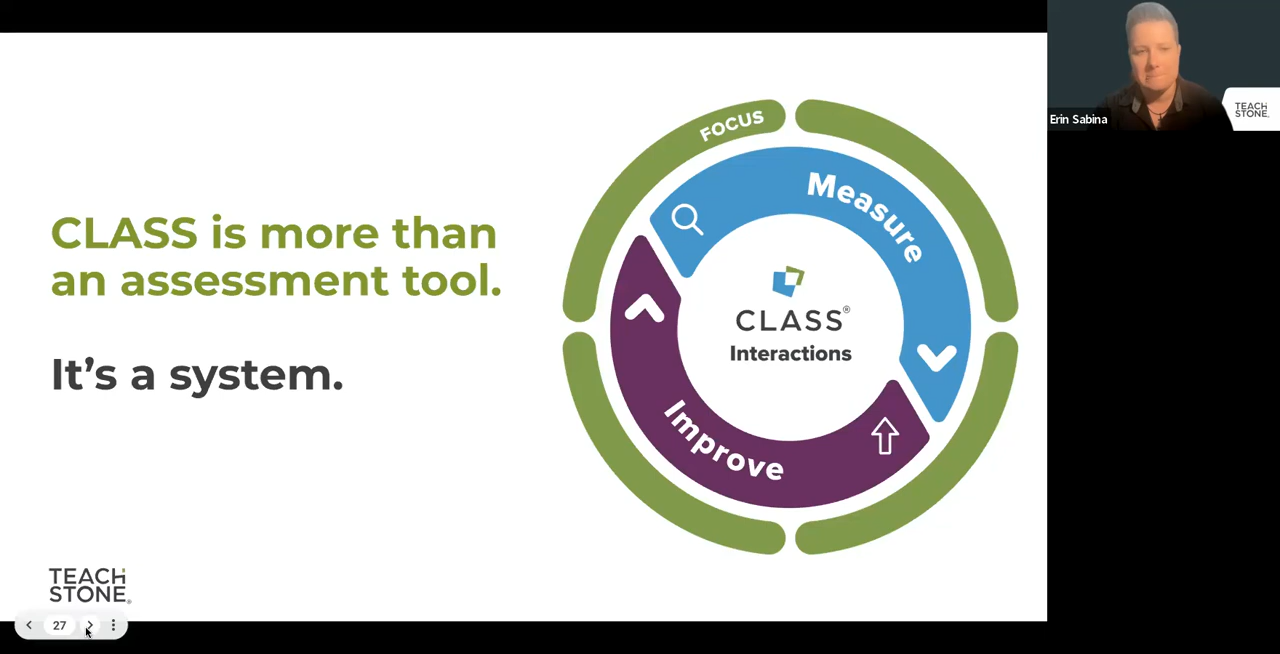 CLASS is more than
an assessment tool.
It's a system.
FOCUS
Measure
CLASS®
Interactions
Improve
TEACH
STONE®
27
Erin Sabina
TEACH
STONE